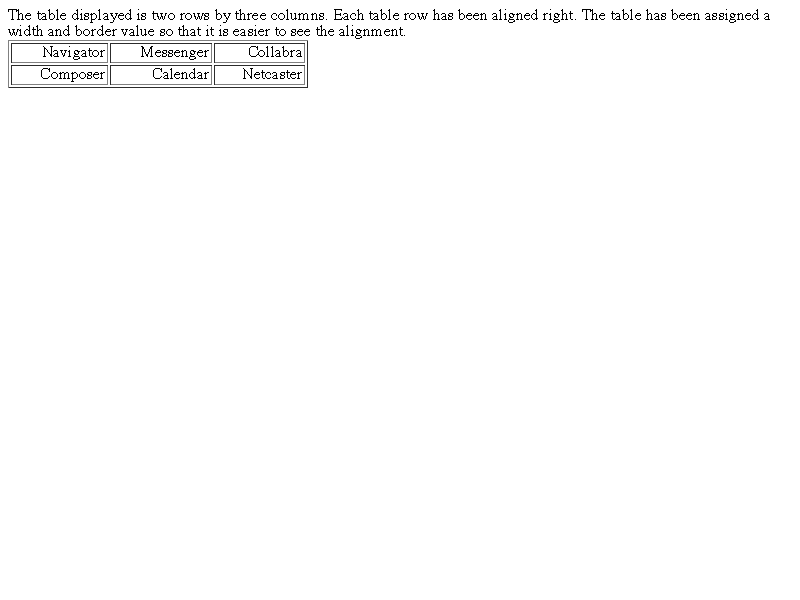 The table displayed is two rows by three columns. Each table row has been aligned right. The table has been assigned a
width and border value so that it is easier to see the alignment.
Navigator Messenger Collabra
Composer Calendar Netcaster